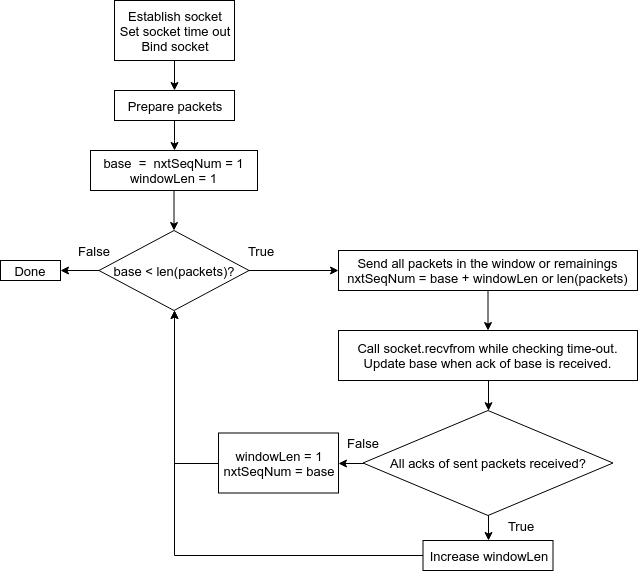 Establish socket
Set socket time out
Bind socket
Prepare packets
base = nxtSeqNum = 1
windowLen = 1
False
True
base < len(packets)?
Done
Send all packets in the window or remainings
nxtSeqNum = base + windowLen or len(packets)
Call socket.recvfrom while checking time-out.
Update base when ack of base is received.
All acks of sent packets received?
False
windowLen = 1
nxtSeqNum = base
True
Increase windowLen